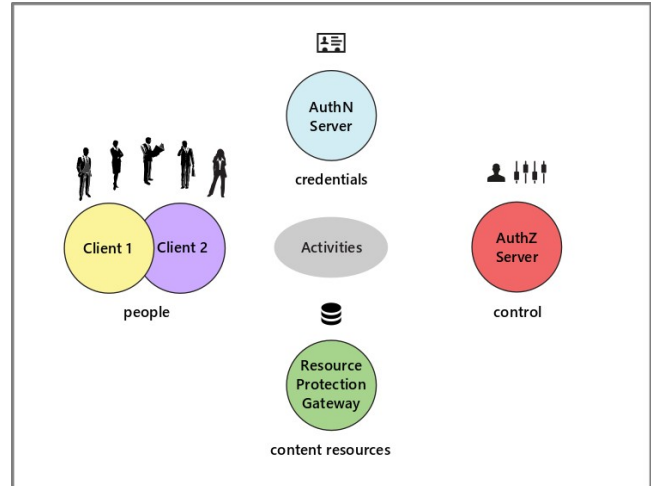 AuthN
Server
credentials
Client 1
Client 2
people
Activities
AuthZ
Server
control
Resource
Protection
Gateway
content resources